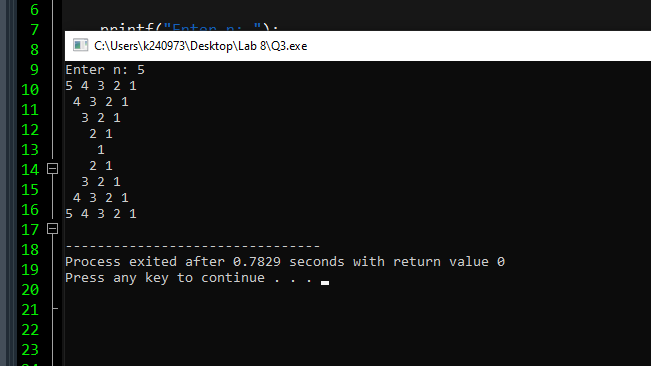 6
7 printf("Enter n: ");
8 C:\Users\k240973\Desktop\Lab 8\Q3.exe
9 Enter n: 5
10 5 4 3 2 1
11  4 3 2 1
12   3 2 1
13    2 1
14     1
15    2 1
16   3 2 1
17  4 3 2 1
18 5 4 3 2 1
19 --------------------------------
20 Process exited after 0.7829 seconds with return value 0
21 Press any key to continue . . .
22
23